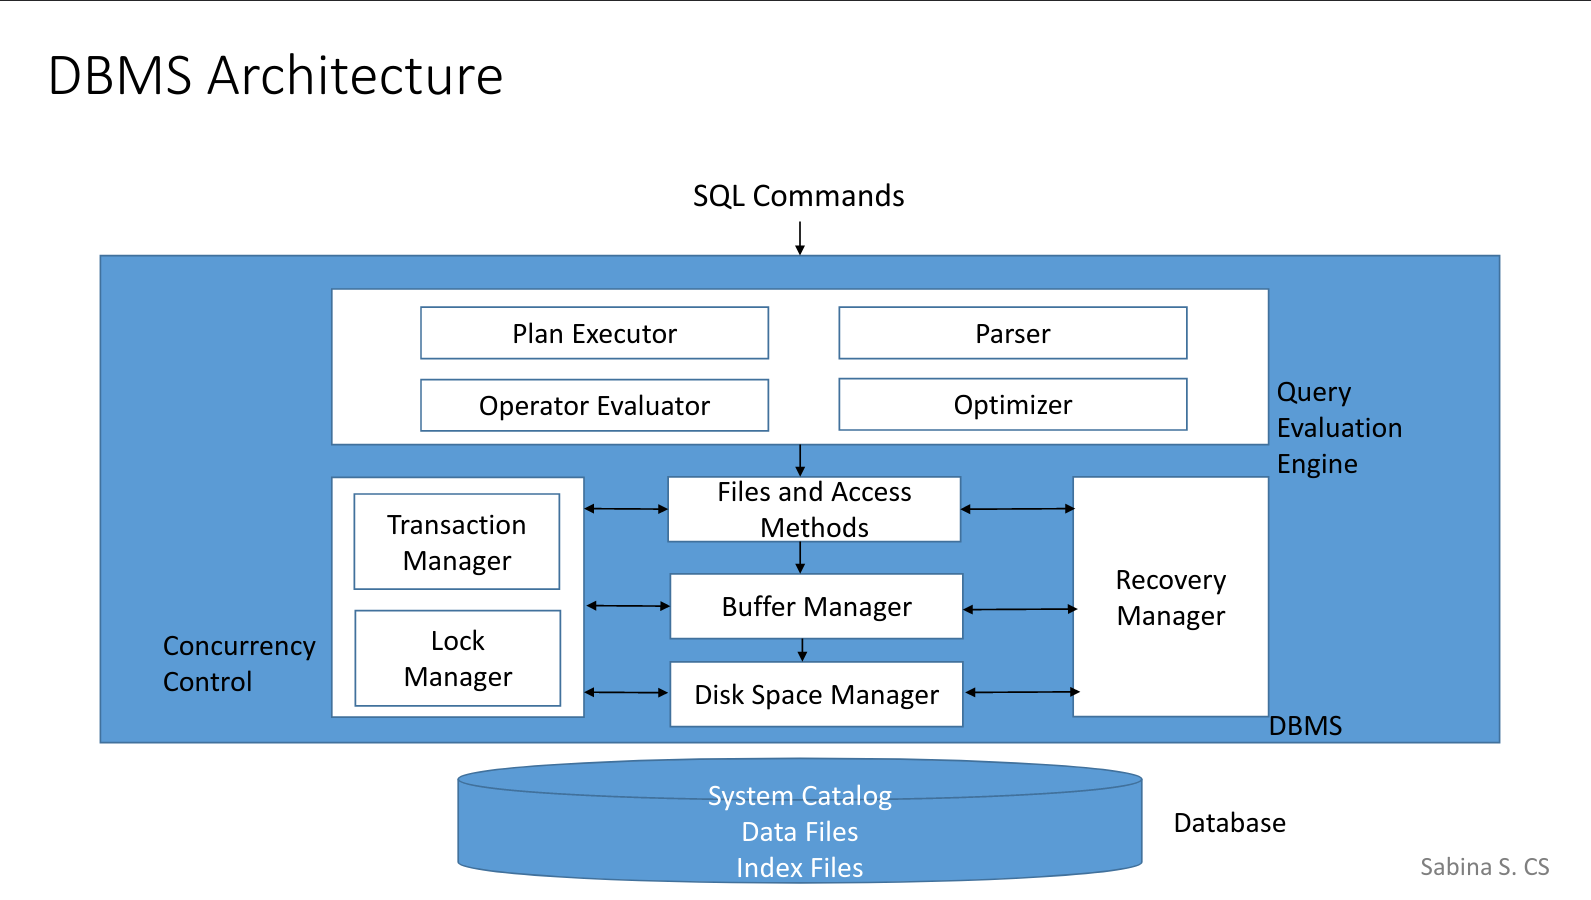 DBMS Architecture
SQL Commands
Plan Executor
Parser
Operator Evaluator
Optimizer
Query
Evaluation
Engine
Files and Access
Methods
Transaction
Manager
Buffer Manager
Recovery
Manager
Lock
Manager
Concurrency
Control
Disk Space Manager
DBMS
System Catalog
Data Files
Index Files
Database
Sabina S. CS